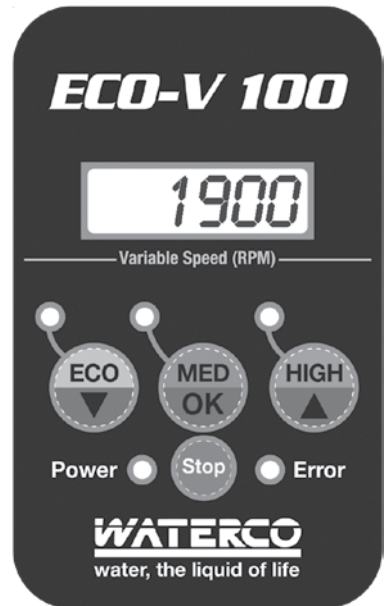 ECO-V 100
1900
Variable Speed (RPM)
ECO MED HIGH
▼ OK ▲
Power Stop Error
WATERCO
water, the liquid of life